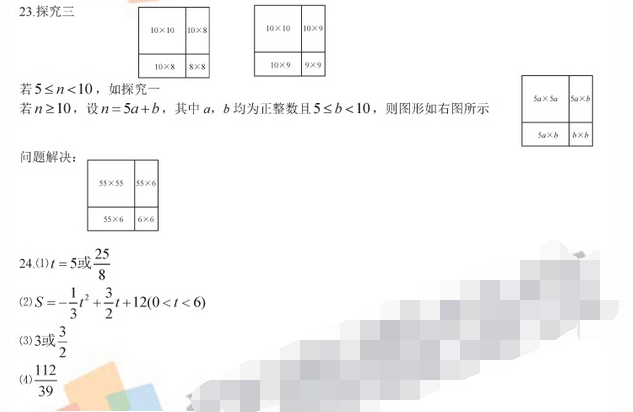 23.探究三
10×10 10×8
10×8 8×8
10×10 10×9
10×9 9×9
若5≤n<10，如探究一
若n≥10，设n=5a+b，其中a，b均为正整数且5≤b<10，则图形如右图所示
5a×5a 5a×b
5a×b b×b
问题解决：
55×55 55×6
55×6 6×6
24.⑴t=5或25/8
⑵S=-1/3t²+3/2t+12(0<t<6)
⑶3或3/2
⑷112/39